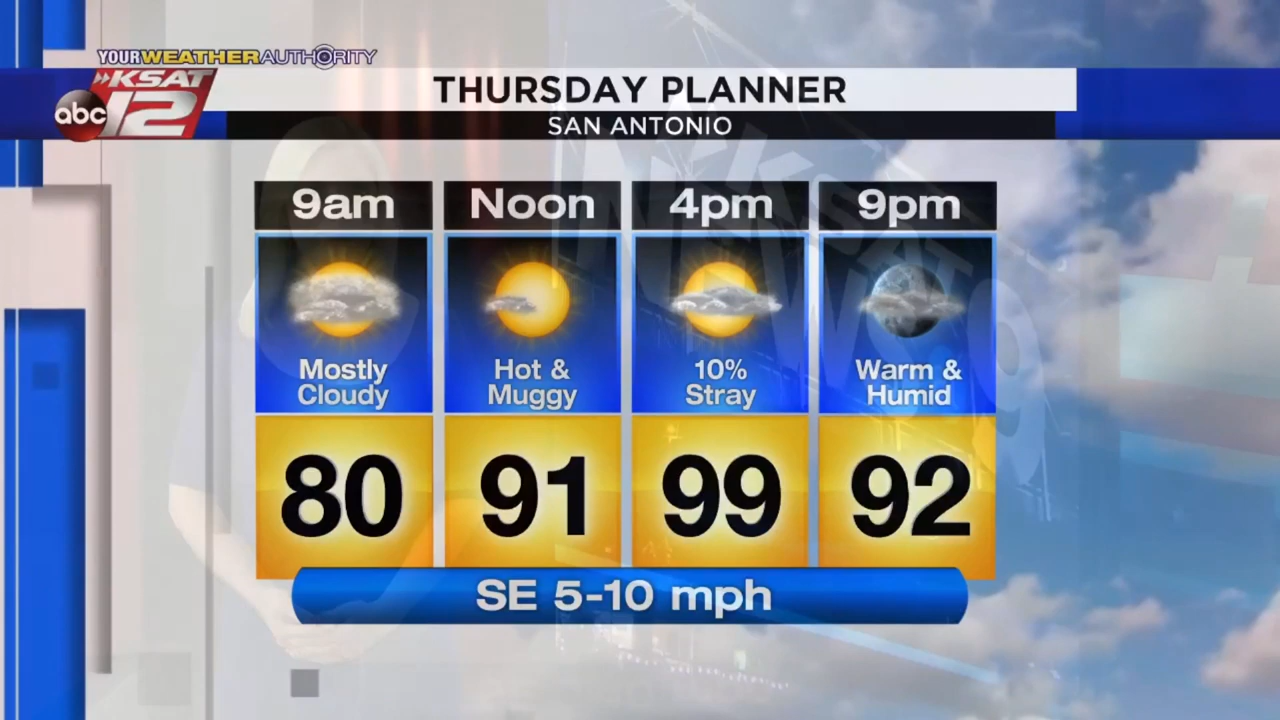 YOUR WEATHER AUTHORITY
KSAT
abc 12
THURSDAY PLANNER
SAN ANTONIO
9am Noon 4pm 9pm
Mostly Hot & 10% Warm &
Cloudy Muggy Stray Humid
80 91 99 92
SE 5-10 mph